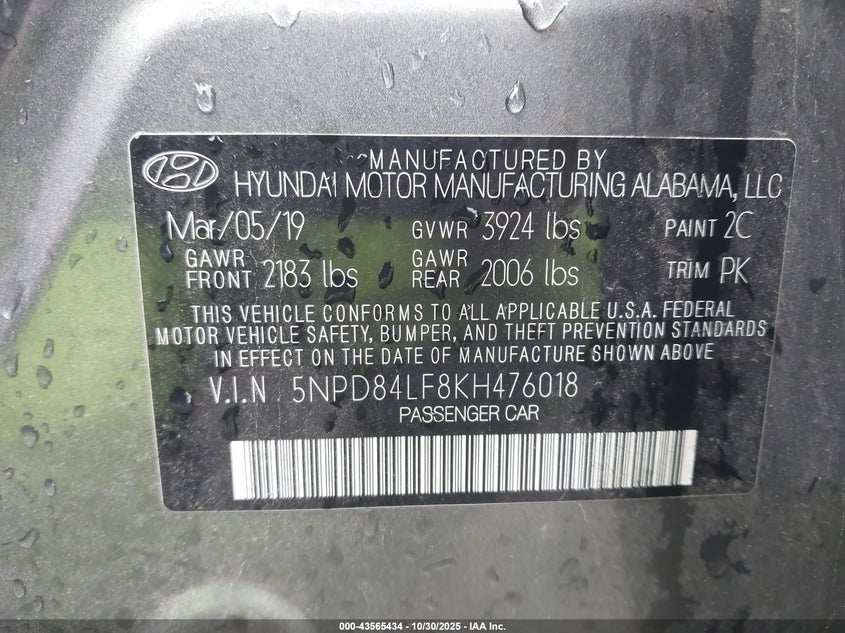 MANUFACTURED BY
HYUNDAI MOTOR MANUFACTURING ALABAMA, LLC
Mar/05/19 GVWR 3924 lbs PAINT 2C
GAWR FRONT 2183 lbs GAWR REAR 2006 lbs TRIM PK
THIS VEHICLE CONFORMS TO ALL APPLICABLE U.S.A. FEDERAL
MOTOR VEHICLE SAFETY, BUMPER, AND THEFT PREVENTION STANDARDS
IN EFFECT ON THE DATE OF MANUFACTURE SHOWN ABOVE
V.I.N. 5NPD84LF8KH476018
PASSENGER CAR
000-43565434 - 10/30/2025 - IAA Inc.